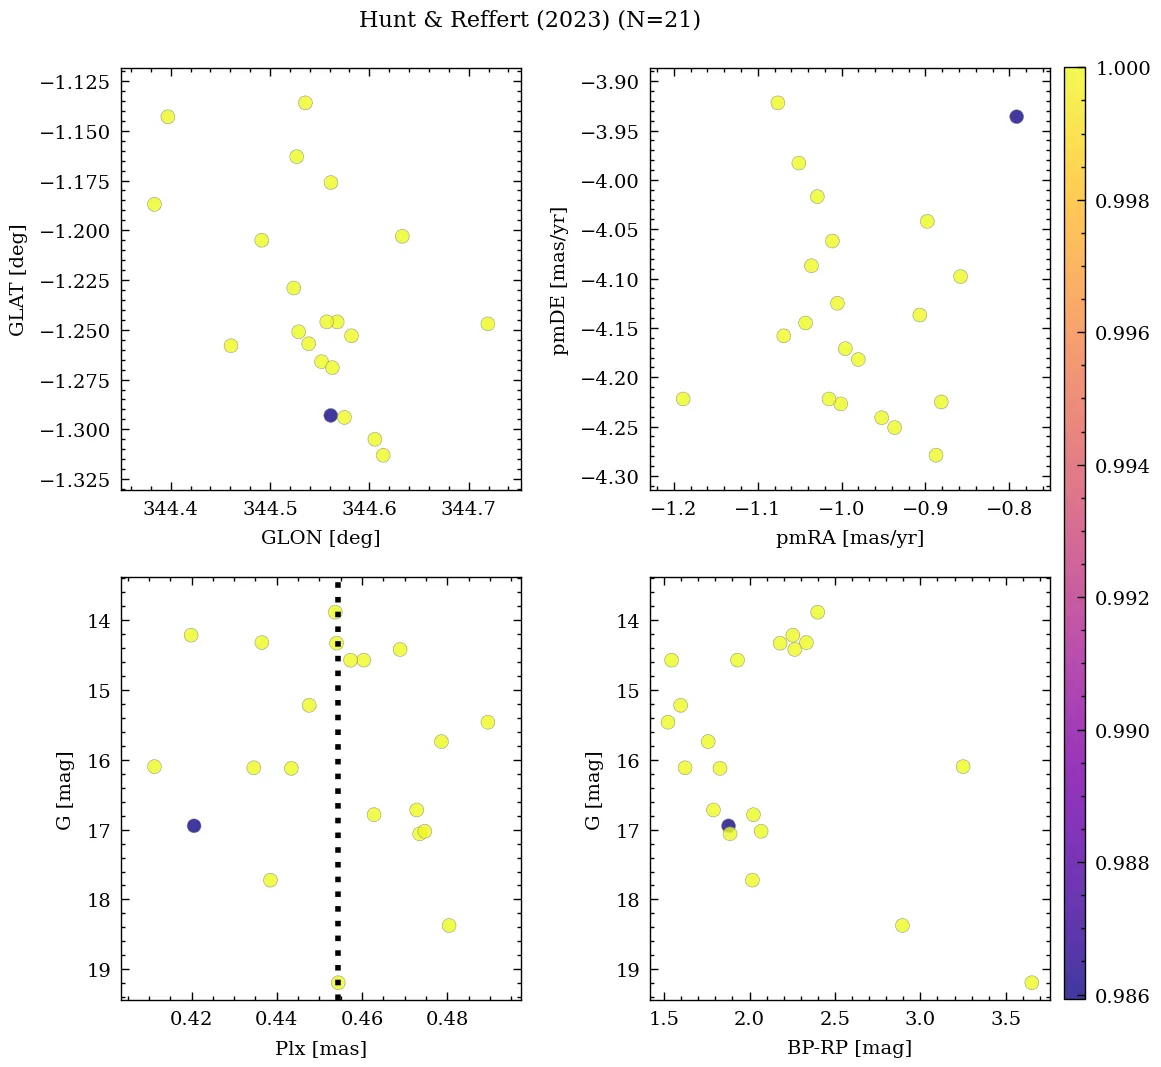 Hunt & Reffert (2023) (N=21)
−1.125
−1.150
−1.175
−1.200
−1.225
−1.250
−1.275
−1.300
−1.325
GLAT [deg]
344.4 344.5 344.6 344.7
GLON [deg]
−3.90
−3.95
−4.00
−4.05
−4.10
−4.15
−4.20
−4.25
−4.30
pmDE [mas/yr]
−1.2 −1.1 −1.0 −0.9 −0.8
pmRA [mas/yr]
14
15
16
17
18
19
G [mag]
0.42 0.44 0.46 0.48
Plx [mas]
14
15
16
17
18
19
G [mag]
1.5 2.0 2.5 3.0 3.5
BP-RP [mag]
1.000
0.998
0.996
0.994
0.992
0.990
0.988
0.986